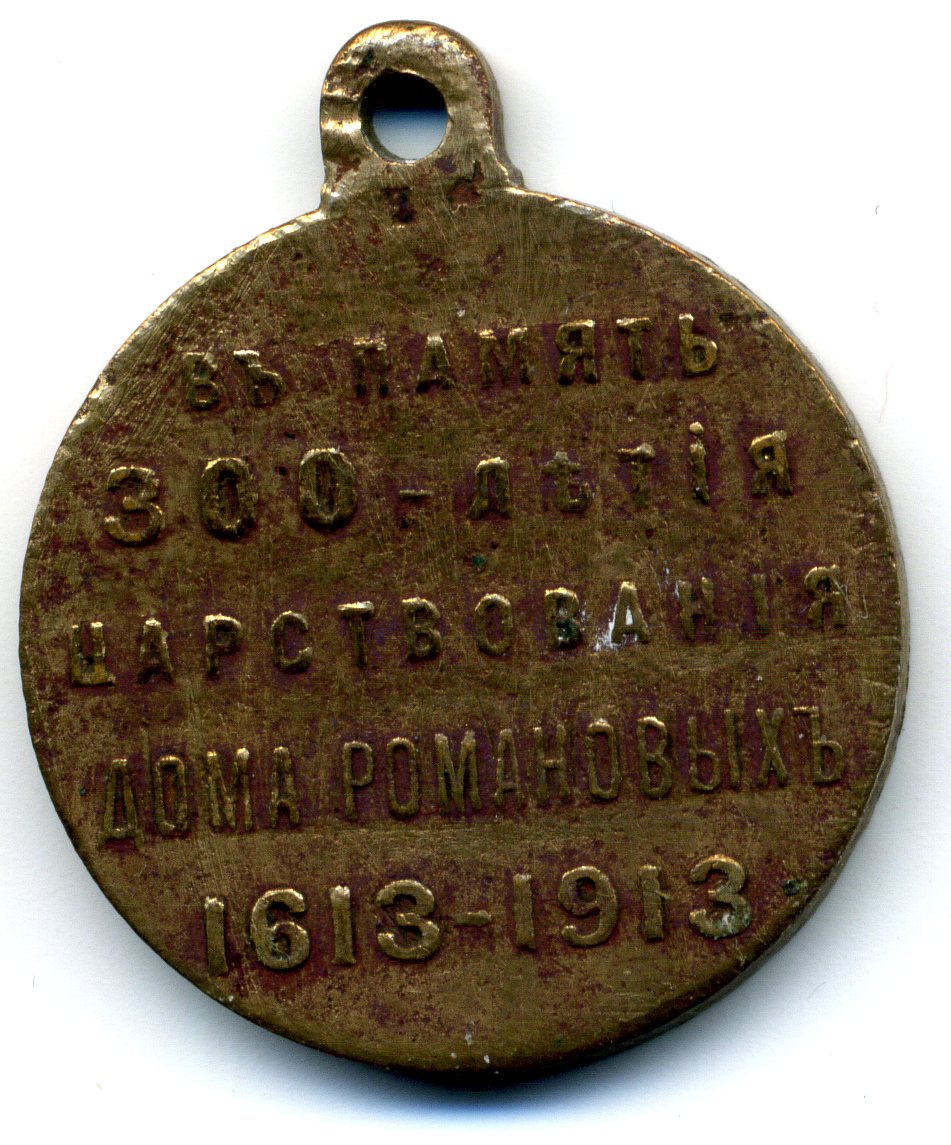 ВЪ ПАМЯТЬ
300-ЛѢТІЯ
ЦАРСТВОВАНІЯ
ДОМА РОМАНОВЫХЪ
1613-1913